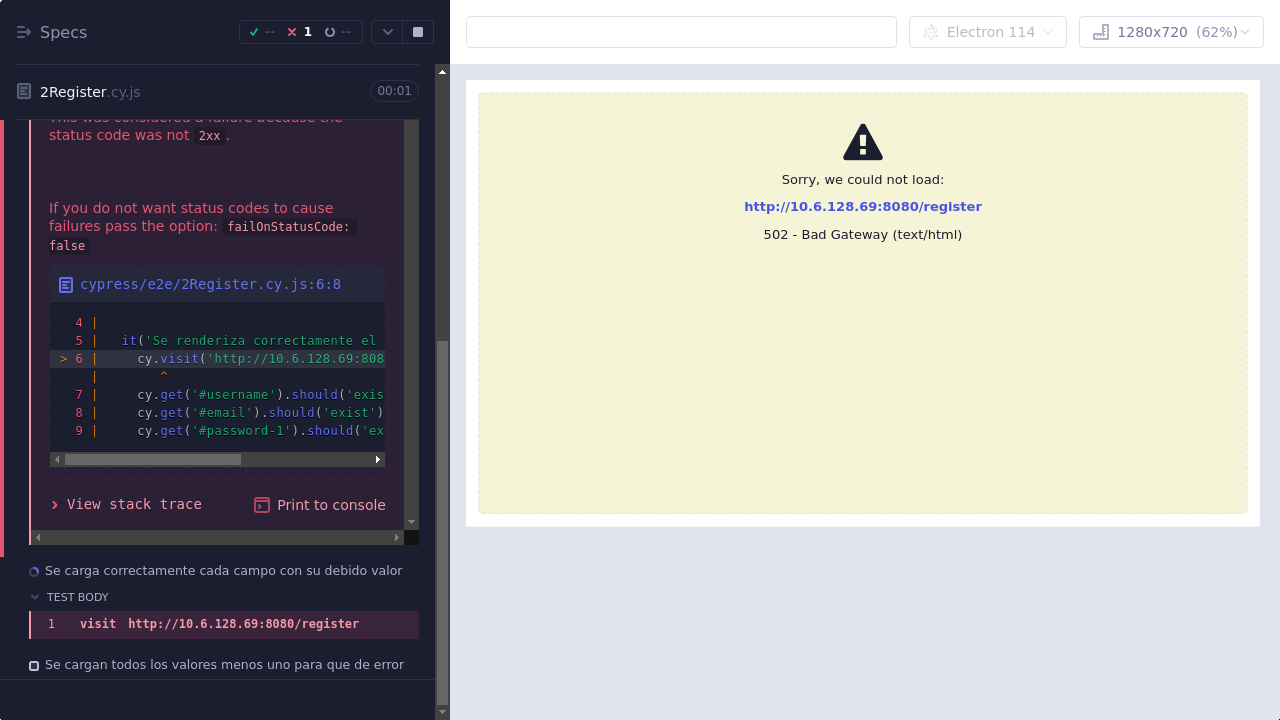 Specs
-- 1 --
Electron 114
1280x720 (62%)
2Register.cy.js
00:01
This was considered a failure because the
status code was not 2xx .
If you do not want status codes to cause
failures pass the option: failOnStatusCode:
false
cypress/e2e/2Register.cy.js:6:8
4 |
5 | it('Se renderiza correctamente el
> 6 | cy.visit('http://10.6.128.69:808
| ^
7 | cy.get('#username').should('exis
8 | cy.get('#email').should('exist')
9 | cy.get('#password-1').should('ex
View stack trace
Print to console
Se carga correctamente cada campo con su debido valor
TEST BODY
1 visit http://10.6.128.69:8080/register
Se cargan todos los valores menos uno para que de error
Sorry, we could not load:
http://10.6.128.69:8080/register
502 - Bad Gateway (text/html)